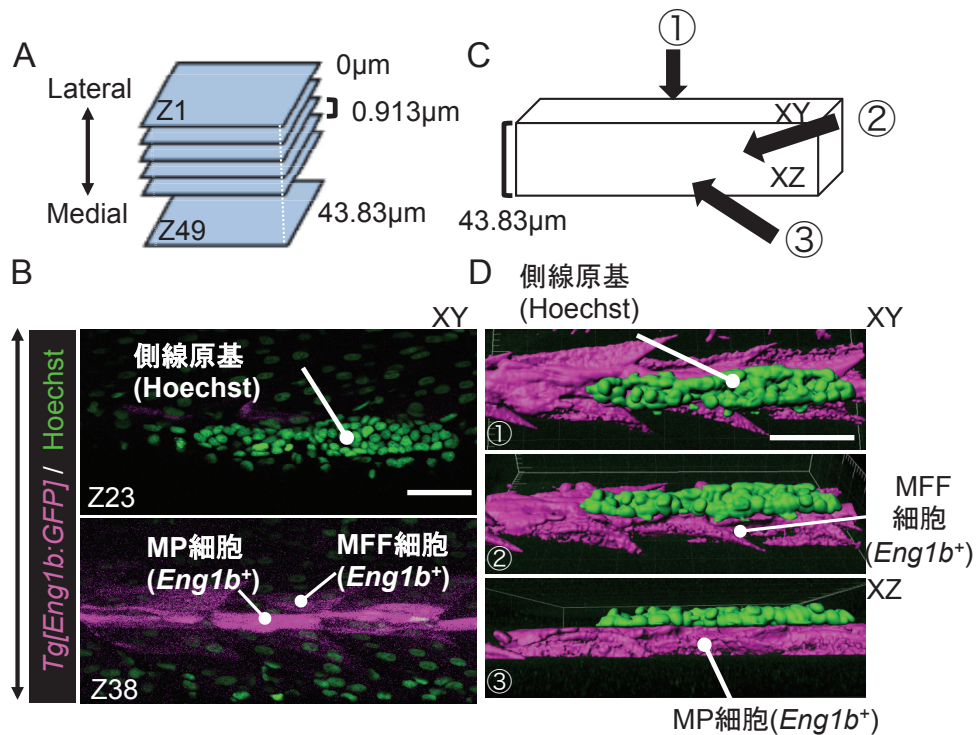 A
Lateral
Medial
Z1
0µm
0.913µm
Z49
43.83µm
C
①
XY
②
XZ
43.83µm
③
B
XY
Tg[Eng1b:GFP] / Hoechst
側線原基
(Hoechst)
Z23
MP細胞
(Eng1b⁺)
MFF細胞
(Eng1b⁺)
Z38
D
側線原基
(Hoechst)
XY
①
②
MFF
細胞
(Eng1b⁺)
XZ
③
MP細胞(Eng1b⁺)